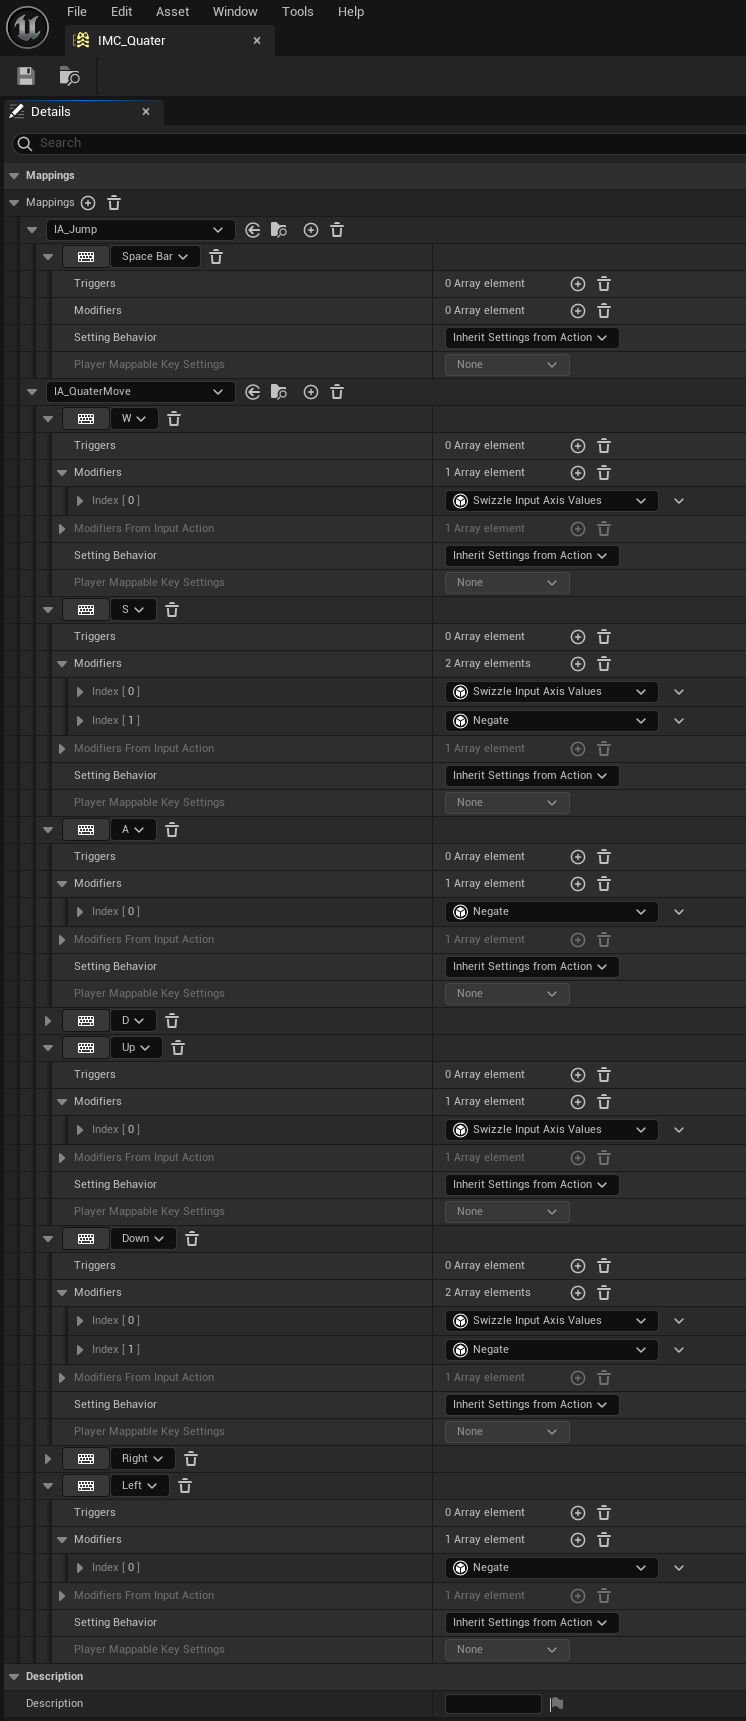 File Edit Asset Window Tools Help
IMC_Quater
Details
Search
Mappings
Mappings
IA_Jump
Space Bar
Triggers 0 Array element
Modifiers 0 Array element
Setting Behavior Inherit Settings from Action
Player Mappable Key Settings None
IA_QuaterMove
W
Triggers 0 Array element
Modifiers 1 Array element
Index [ 0 ] Swizzle Input Axis Values
Modifiers From Input Action 1 Array element
Setting Behavior Inherit Settings from Action
Player Mappable Key Settings None
S
Triggers 0 Array element
Modifiers 2 Array elements
Index [ 0 ] Swizzle Input Axis Values
Index [ 1 ] Negate
Modifiers From Input Action 1 Array element
Setting Behavior Inherit Settings from Action
Player Mappable Key Settings None
A
Triggers 0 Array element
Modifiers 1 Array element
Index [ 0 ] Negate
Modifiers From Input Action 1 Array element
Setting Behavior Inherit Settings from Action
Player Mappable Key Settings None
D
Up
Triggers 0 Array element
Modifiers 1 Array element
Index [ 0 ] Swizzle Input Axis Values
Modifiers From Input Action 1 Array element
Setting Behavior Inherit Settings from Action
Player Mappable Key Settings None
Down
Triggers 0 Array element
Modifiers 2 Array elements
Index [ 0 ] Swizzle Input Axis Values
Index [ 1 ] Negate
Modifiers From Input Action 1 Array element
Setting Behavior Inherit Settings from Action
Player Mappable Key Settings None
Right
Left
Triggers 0 Array element
Modifiers 1 Array element
Index [ 0 ] Negate
Modifiers From Input Action 1 Array element
Setting Behavior Inherit Settings from Action
Player Mappable Key Settings None
Description
Description